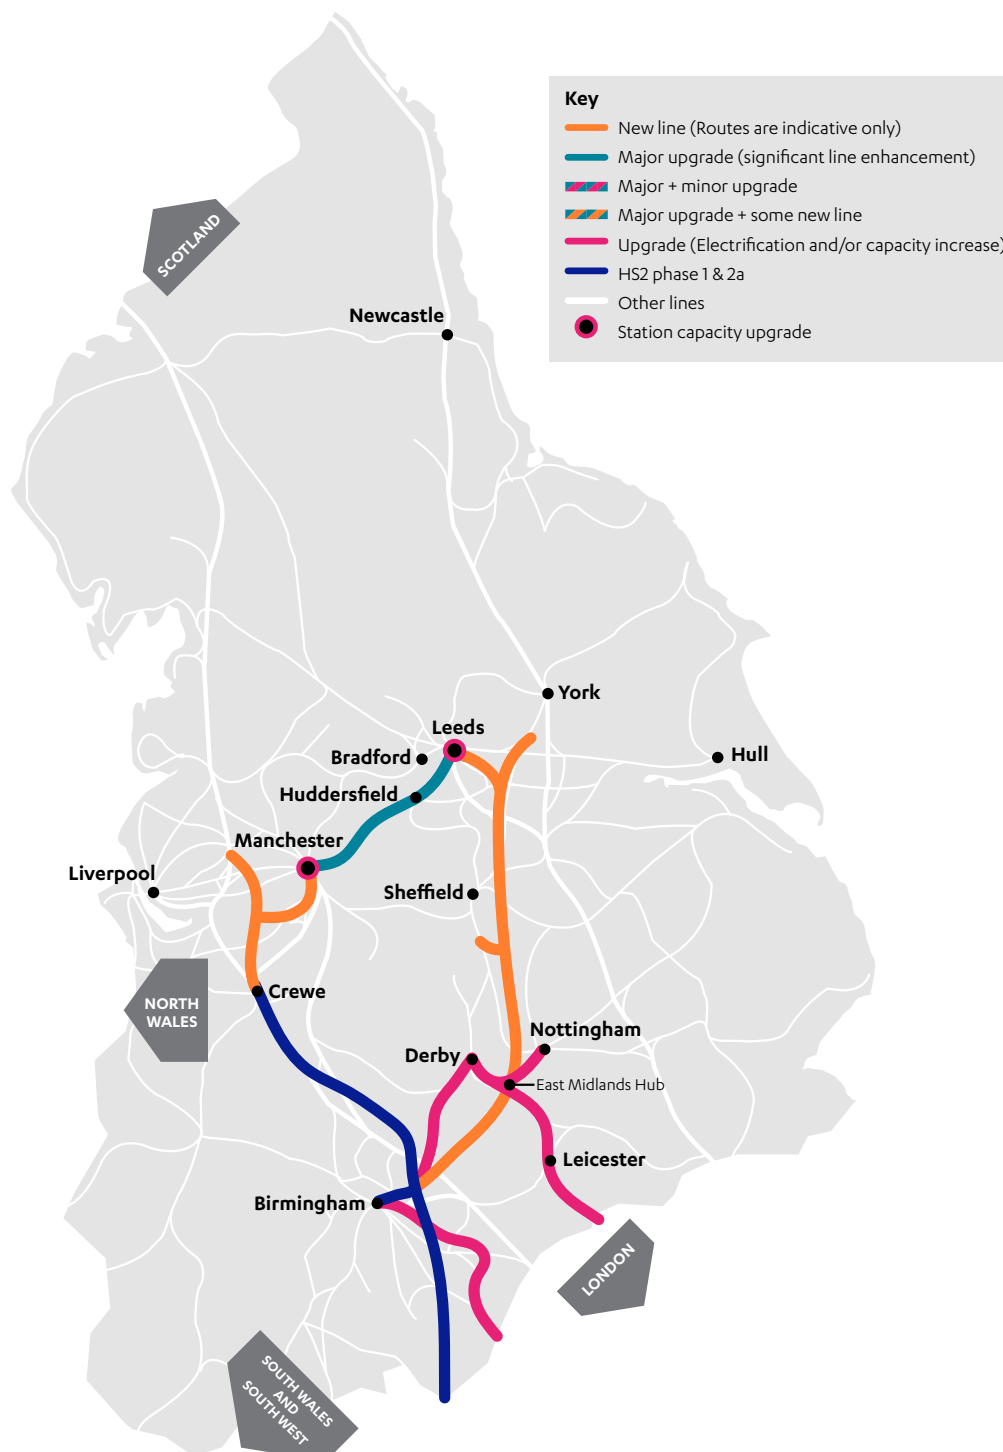 Key
New line (Routes are indicative only)
Major upgrade (significant line enhancement)
Major + minor upgrade
Major upgrade + some new line
Upgrade (Electrification and/or capacity increase)
HS2 phase 1 & 2a
Other lines
Station capacity upgrade
SCOTLAND
Newcastle
York
Leeds
Bradford
Hull
Huddersfield
Manchester
Liverpool
Sheffield
NORTH
WALES
Crewe
Nottingham
Derby
East Midlands Hub
Leicester
Birmingham
LONDON
SOUTH WALES
AND
SOUTH WEST